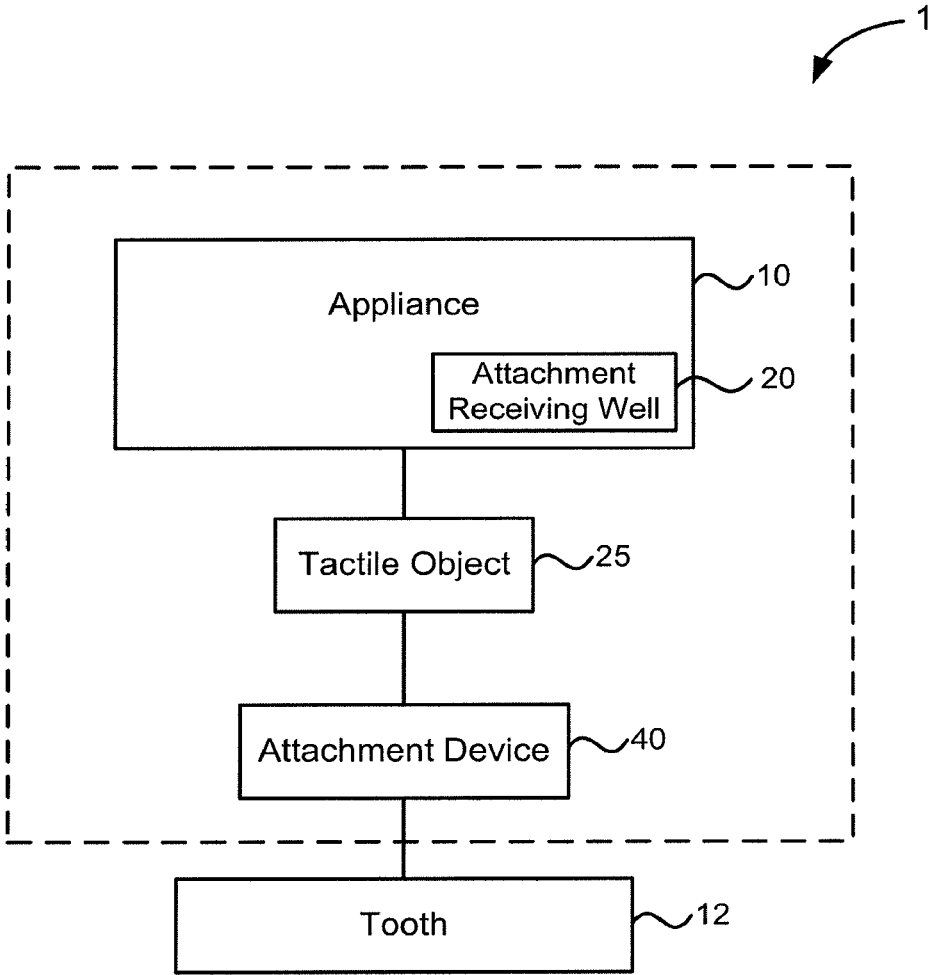 1
Appliance
10
Attachment
Receiving Well
20
Tactile Object
25
Attachment Device
40
Tooth
12